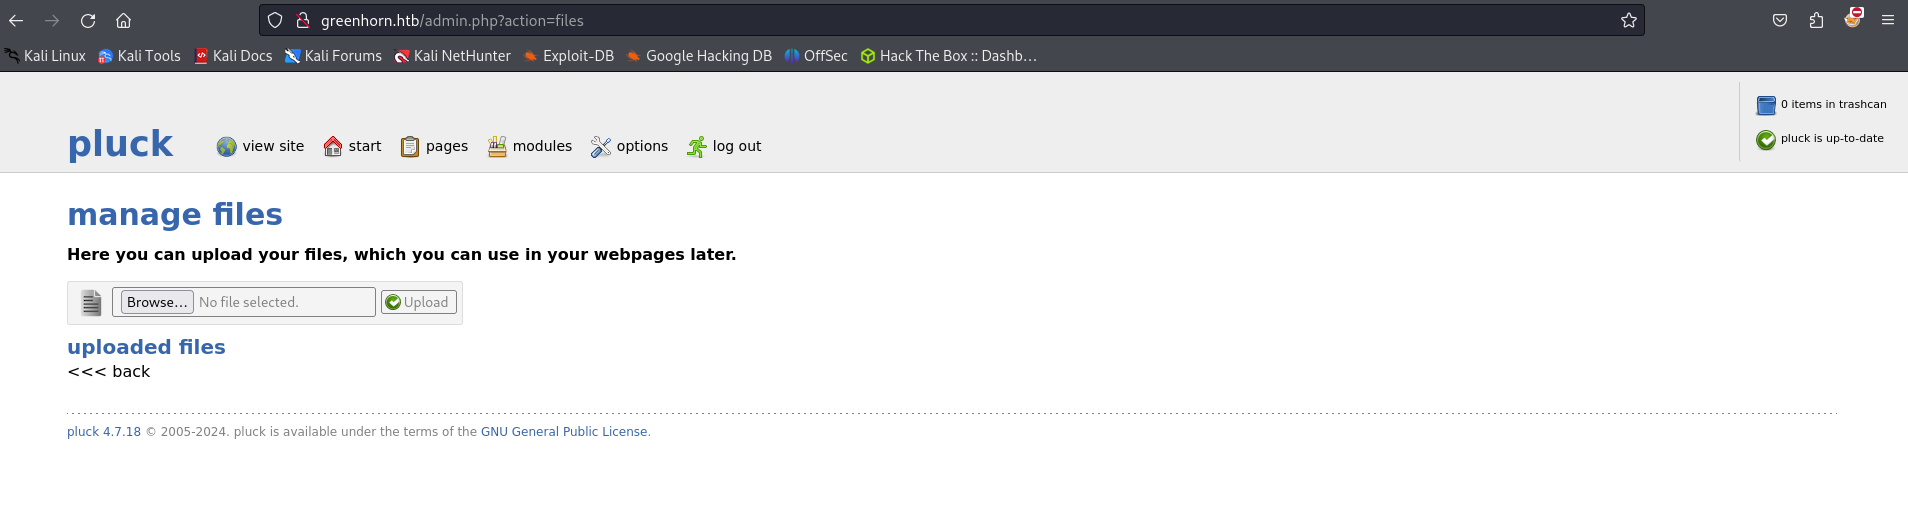 greenhorn.htb/admin.php?action=files
Kali Linux Kali Tools Kali Docs Kali Forums Kali NetHunter Exploit-DB Google Hacking DB OffSec Hack The Box :: Dashb…
0 items in trashcan
pluck view site start pages modules options log out
pluck is up-to-date
manage files
Here you can upload your files, which you can use in your webpages later.
Browse… No file selected. Upload
uploaded files
<<< back
pluck 4.7.18 © 2005-2024. pluck is available under the terms of the GNU General Public License.